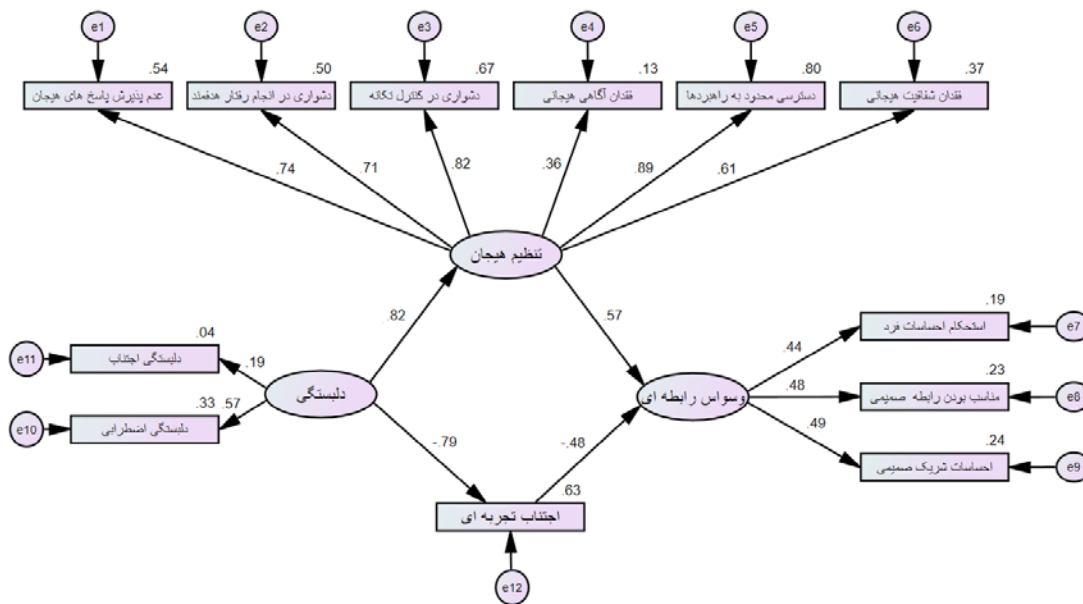 e1 e2 e3 e4 e5 e6
.54 .50 .67 .13 .80 .37
عدم پذیرش پاسخ های هیجان
دشواری در انجام رفتار هدفمند
دشواری در کنترل تکانه
فقدان آگاهی هیجانی
دسترسی محدود به راهبردها
فقدان شفافیت هیجانی
.74 .71 .82 .36 .89 .61
تنظیم هیجان
.82 .57
.19
استحکام احساسات فرد
e7
.44
.04
e11
دلبستگی اجتناب
.19
دلبستگی
وسواس رابطه ای
.48
.23
مناسب بودن رابطه صمیمی
e8
.33 .57
e10
دلبستگی اضطرابی
.49
-.79 -.48
.24
احساسات شریک صمیمی
e9
.63
اجتناب تجربه ای
e12